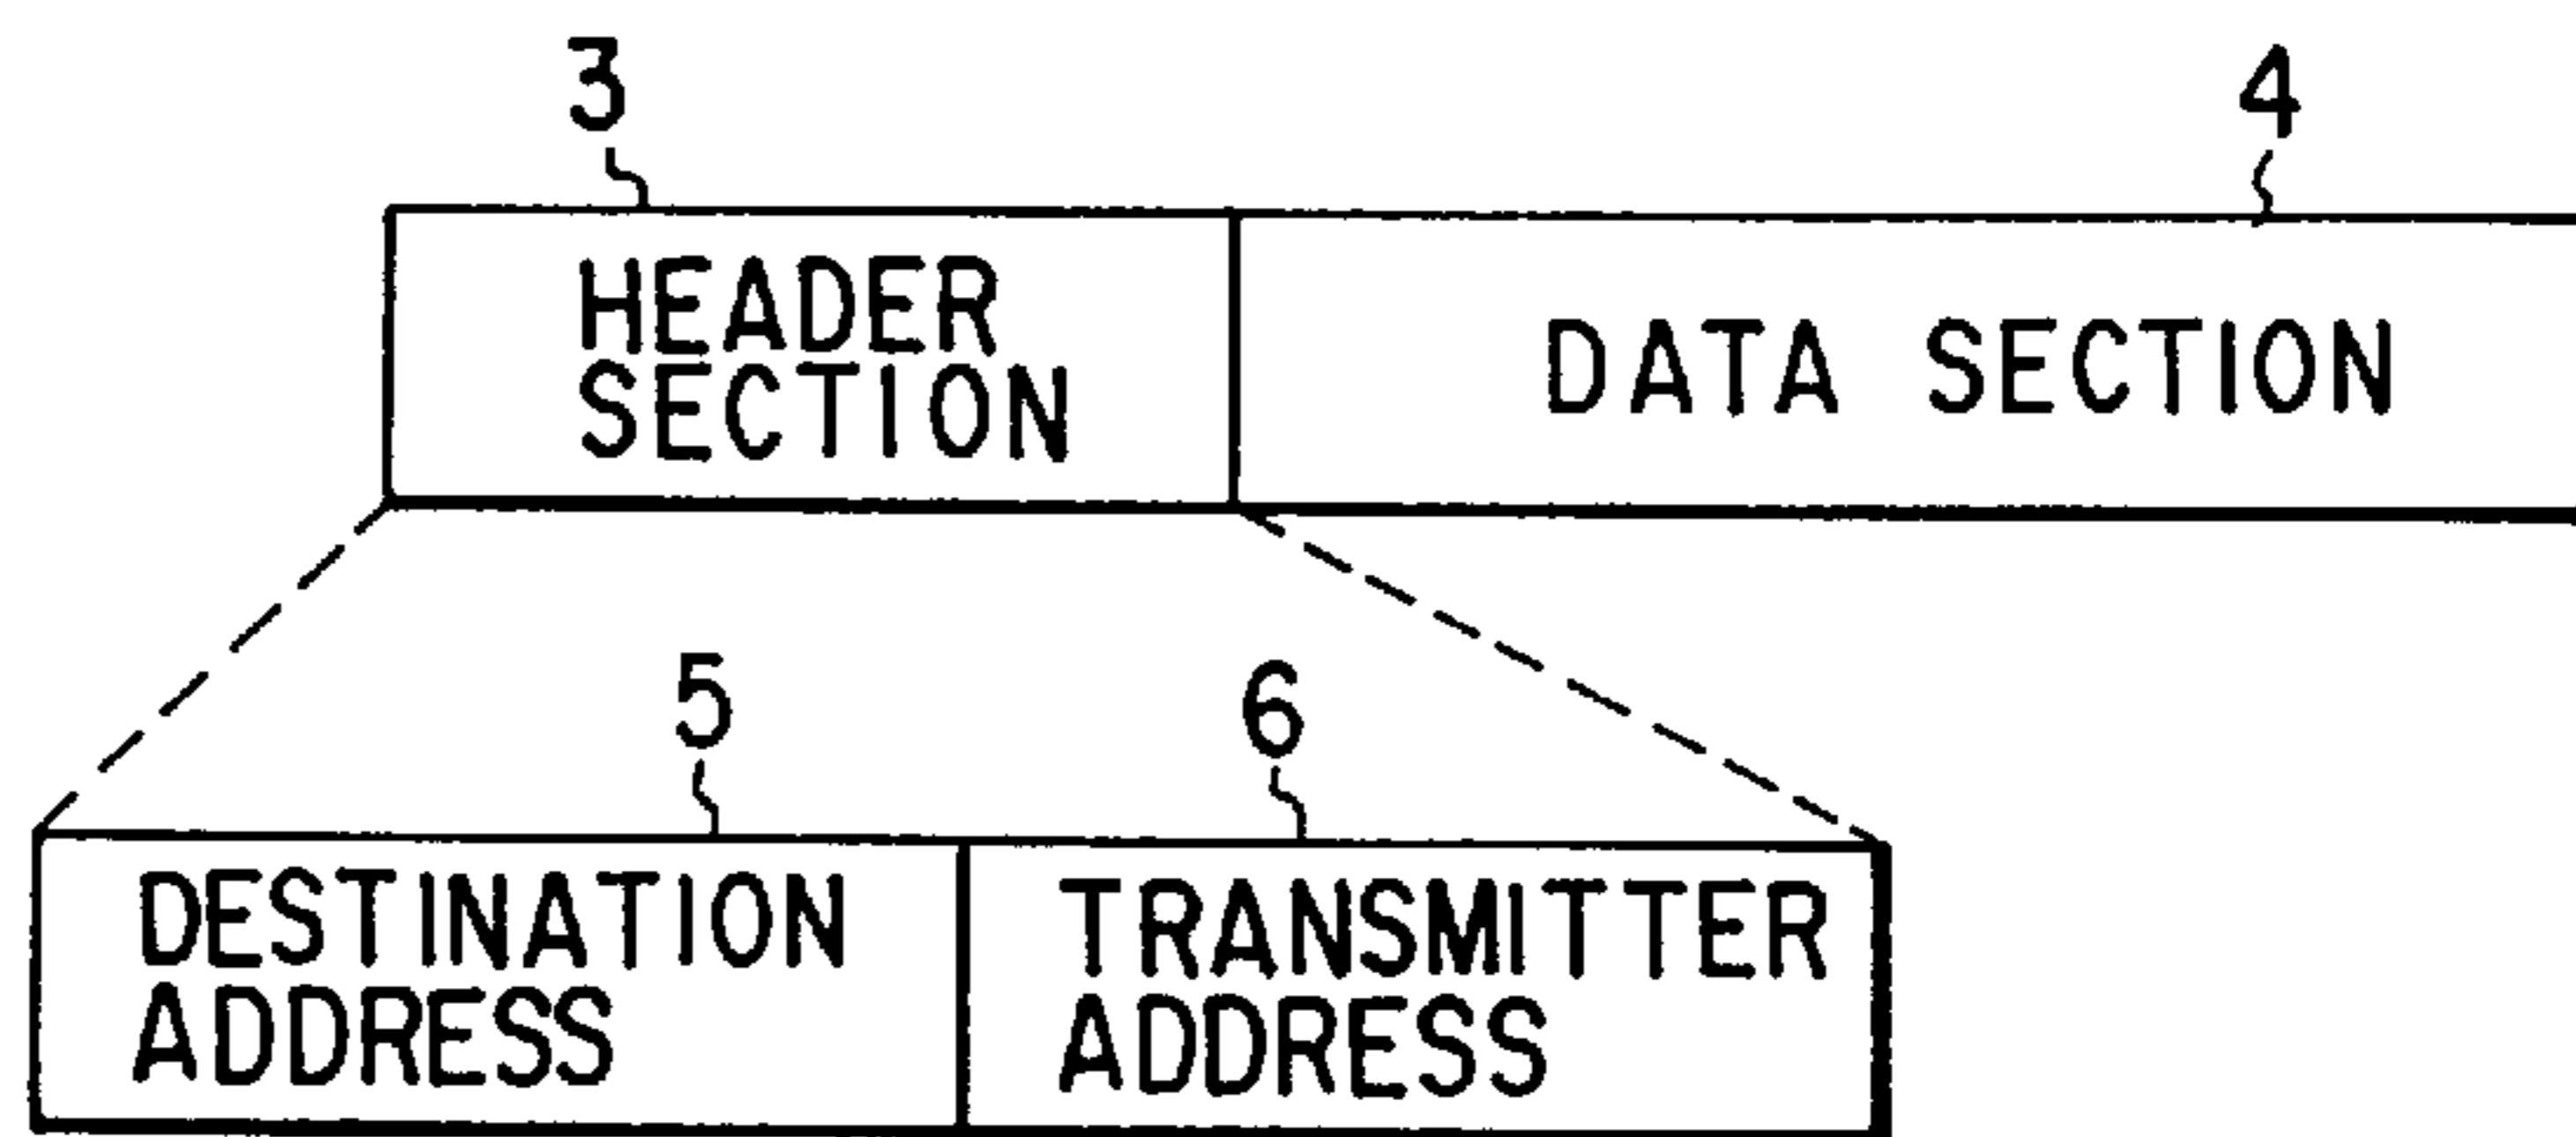 3
4
HEADER
SECTION
DATA SECTION
5
6
DESTINATION
ADDRESS
TRANSMITTER
ADDRESS